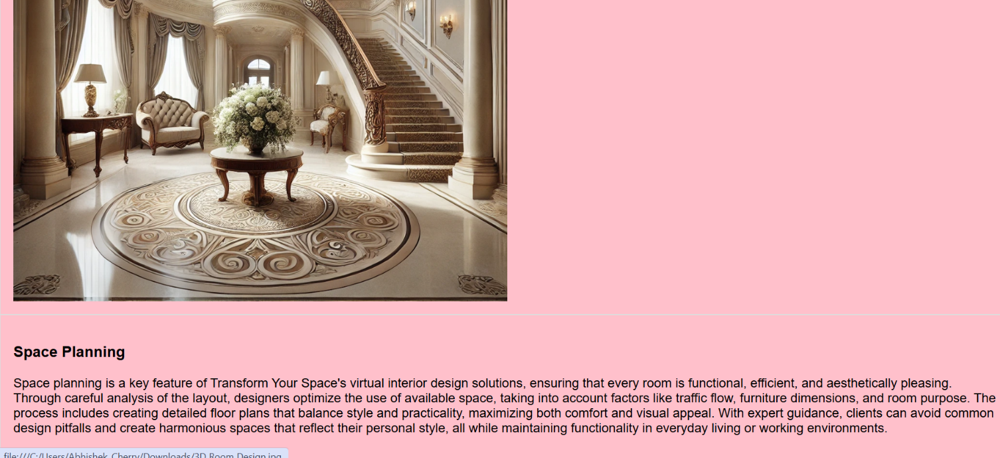 Space Planning
Space planning is a key feature of Transform Your Space's virtual interior design solutions, ensuring that every room is functional, efficient, and aesthetically pleasing.
Through careful analysis of the layout, designers optimize the use of available space, taking into account factors like traffic flow, furniture dimensions, and room purpose. The
process includes creating detailed floor plans that balance style and practicality, maximizing both comfort and visual appeal. With expert guidance, clients can avoid common
design pitfalls and create harmonious spaces that reflect their personal style, all while maintaining functionality in everyday living or working environments.
file:///C:/Users/Abhishek_Cherry/Downloads/3D Room Design.jpg